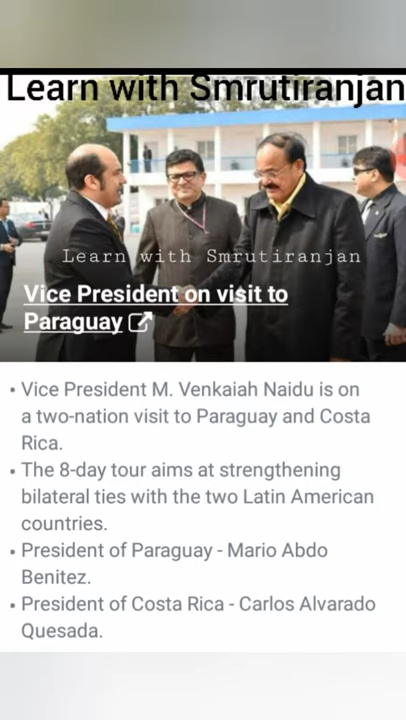 Learn with Smrutiranjan
Learn with Smrutiranjan
Vice President on visit to
Paraguay
• Vice President M. Venkaiah Naidu is on
a two-nation visit to Paraguay and Costa
Rica.
• The 8-day tour aims at strengthening
bilateral ties with the two Latin American
countries.
• President of Paraguay - Mario Abdo
Benitez.
• President of Costa Rica - Carlos Alvarado
Quesada.